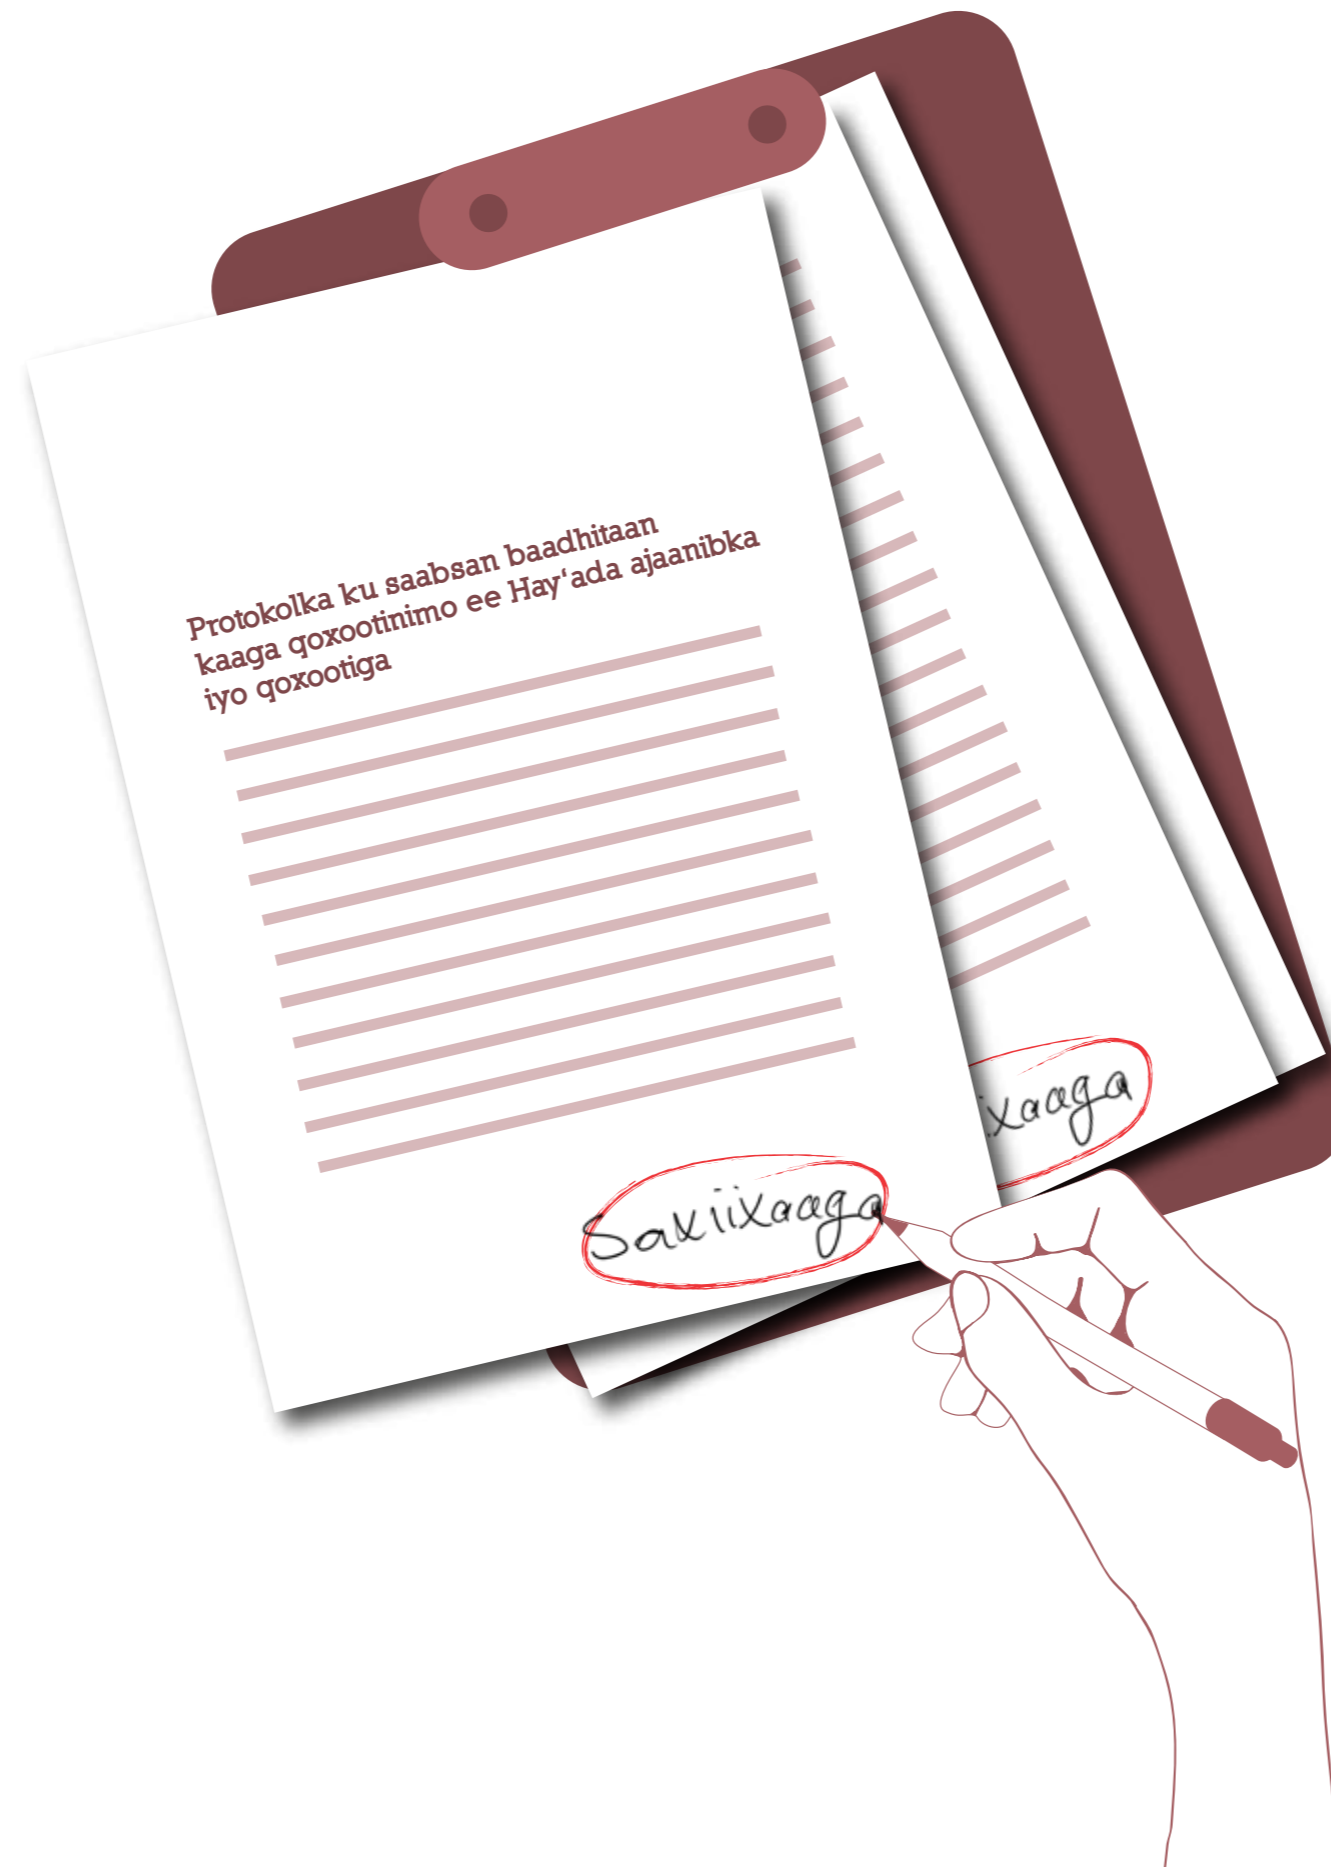 Protokolka ku saabsan baadhitaan
kaaga qoxootinimo ee Hay‘ada ajaanibka
iyo qoxootiga
ixaaga
Saxiixaaga